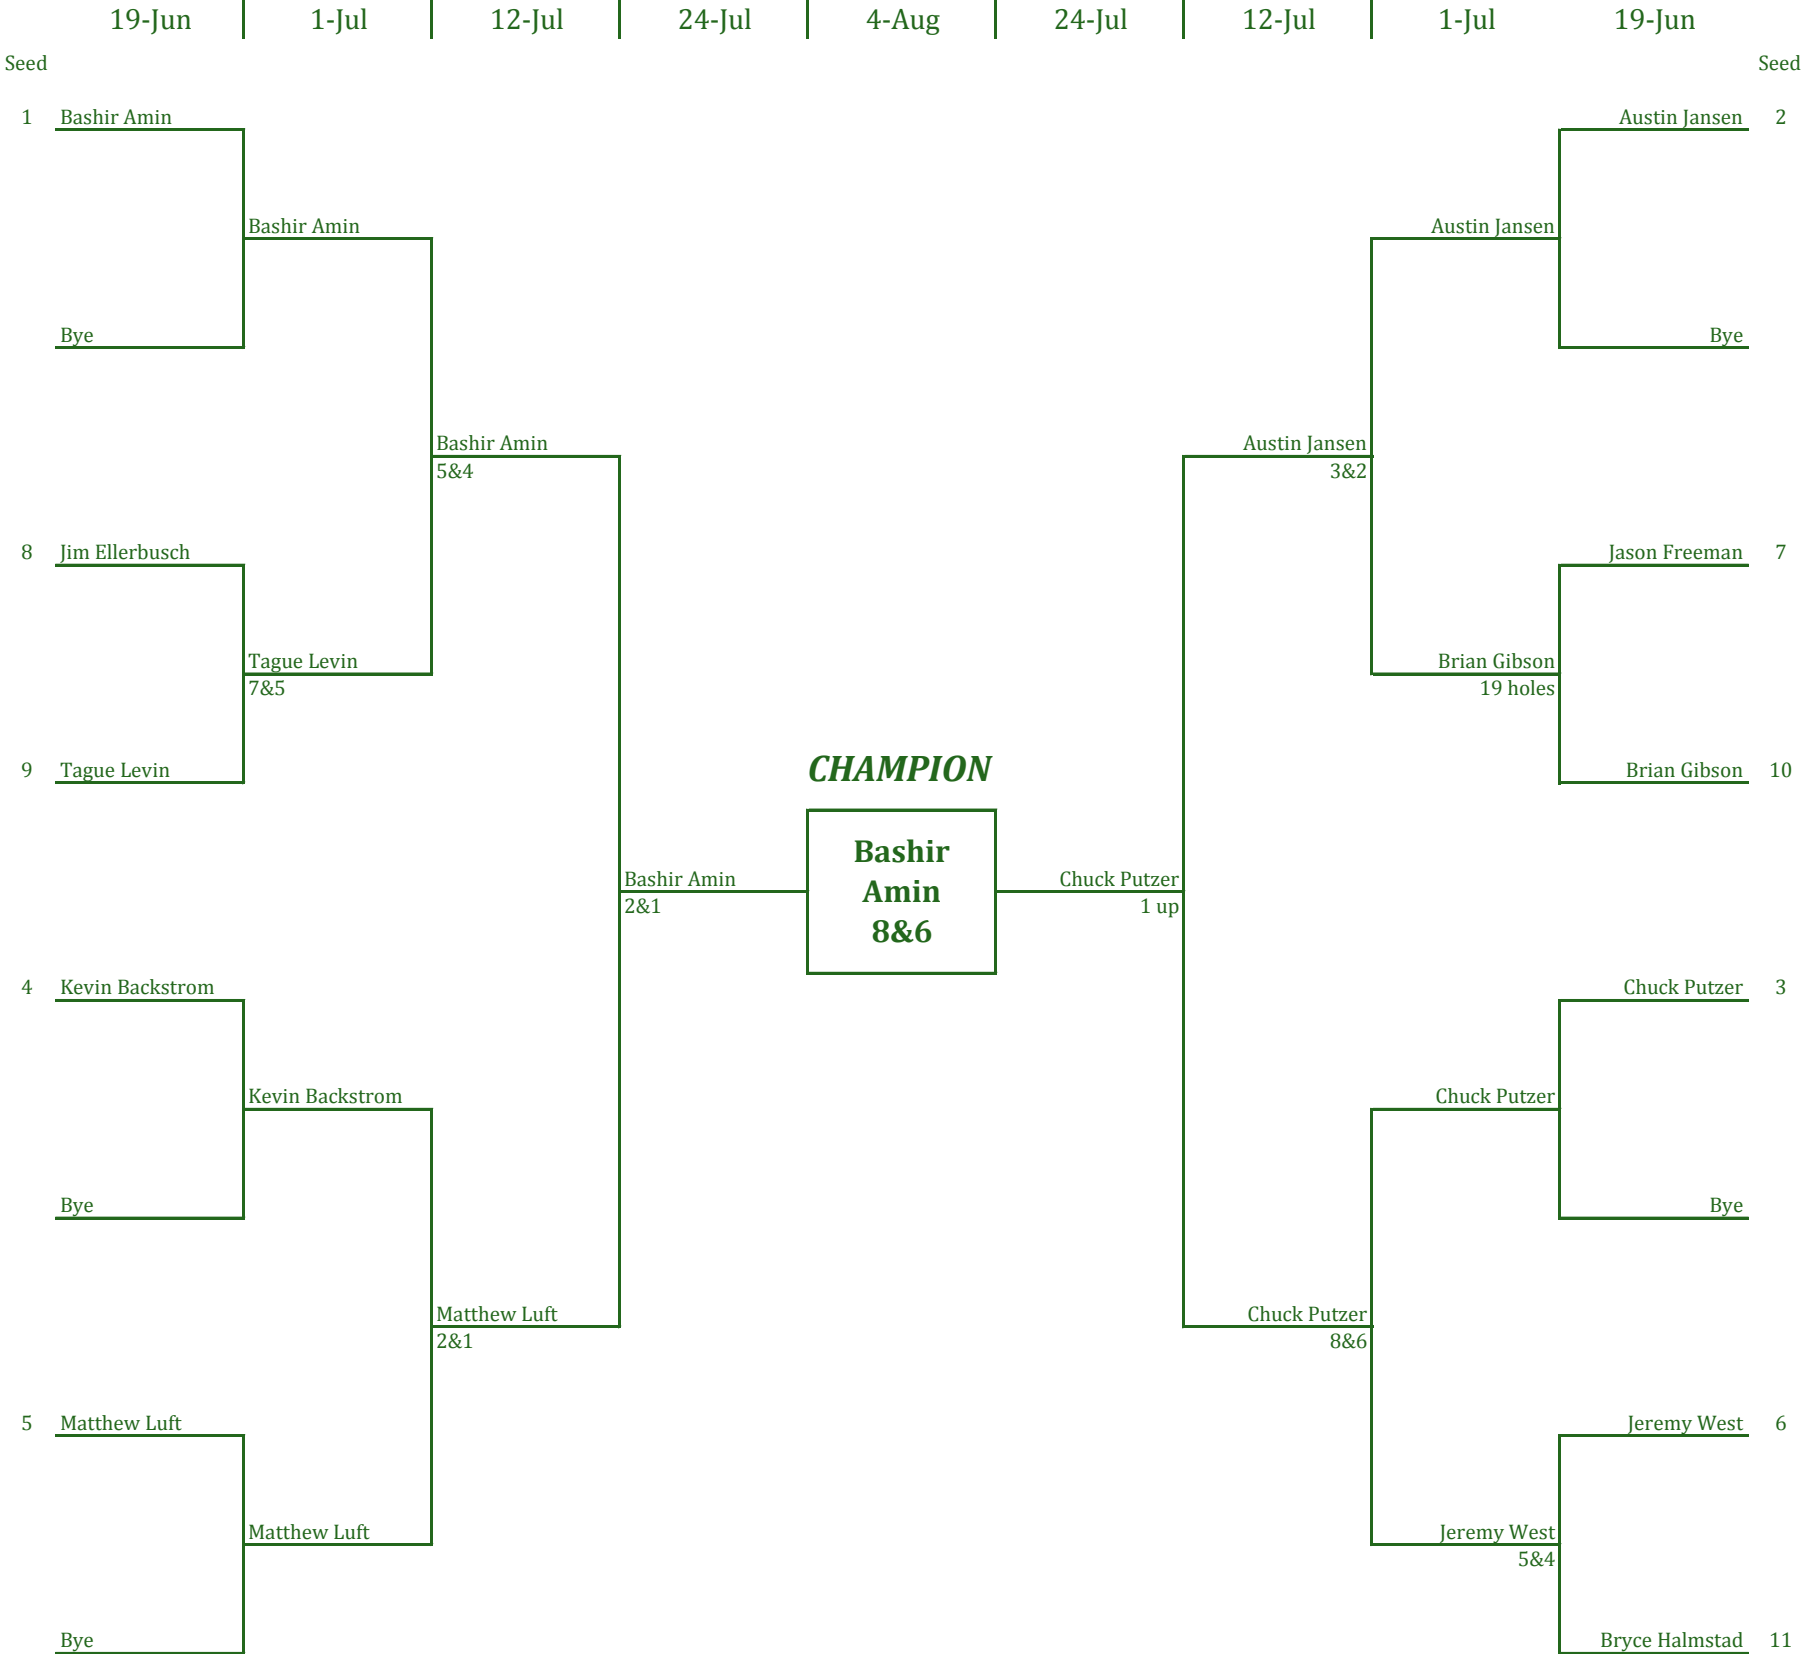 19-Jun 1-Jul 12-Jul 24-Jul 4-Aug 24-Jul 12-Jul 1-Jul 19-Jun
Seed Seed
1 Bashir Amin Austin Jansen 2
Bashir Amin Austin Jansen
Bye Bye
Bashir Amin Austin Jansen
5&4 3&2
8 Jim Ellerbusch Jason Freeman 7
Tague Levin Brian Gibson
7&5 19 holes
9 Tague Levin CHAMPION Brian Gibson 10
Bashir
Amin
8&6
Bashir Amin Chuck Putzer
2&1 1 up
4 Kevin Backstrom Chuck Putzer 3
Kevin Backstrom Chuck Putzer
Bye Bye
Matthew Luft Chuck Putzer
2&1 8&6
5 Matthew Luft Jeremy West 6
Matthew Luft Jeremy West
5&4
Bye Bryce Halmstad 11